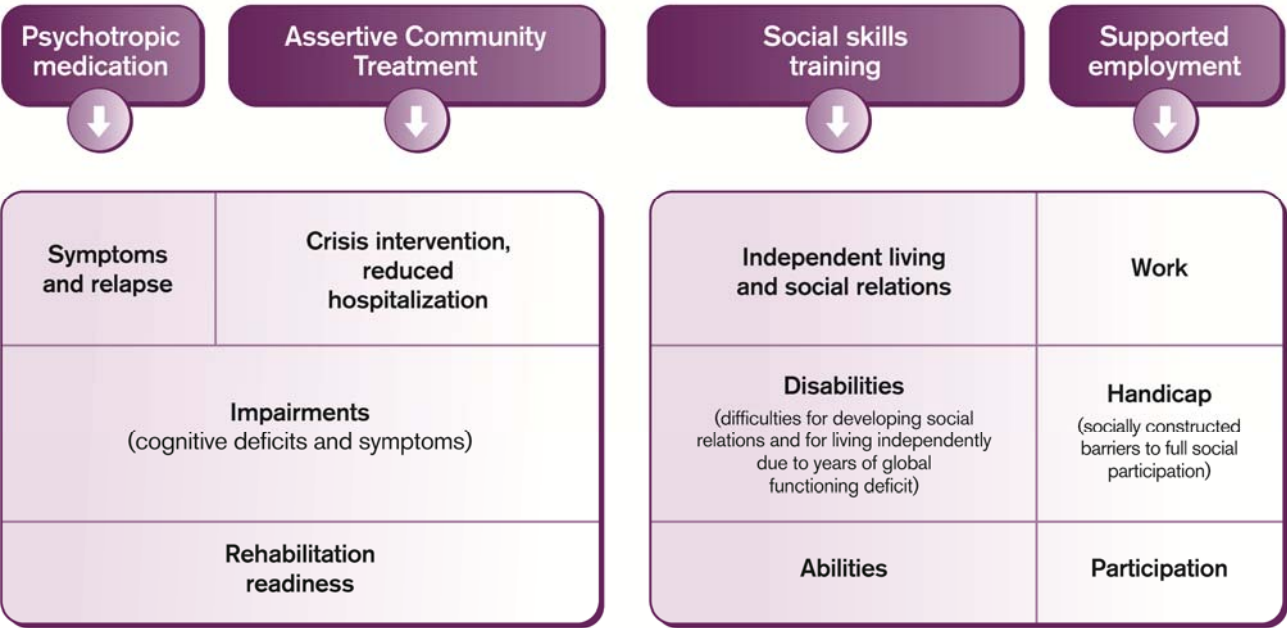 Psychotropic
medication
Assertive Community
Treatment
Social skills
training
Supported
employment
Symptoms
and relapse
Crisis intervention,
reduced
hospitalization
Independent living
and social relations
Work
Impairments
(cognitive deficits and symptoms)
Disabilities
(difficulties for developing social
relations and for living independently
due to years of global
functioning deficit)
Handicap
(socially constructed
barriers to full social
participation)
Rehabilitation
readiness
Abilities
Participation